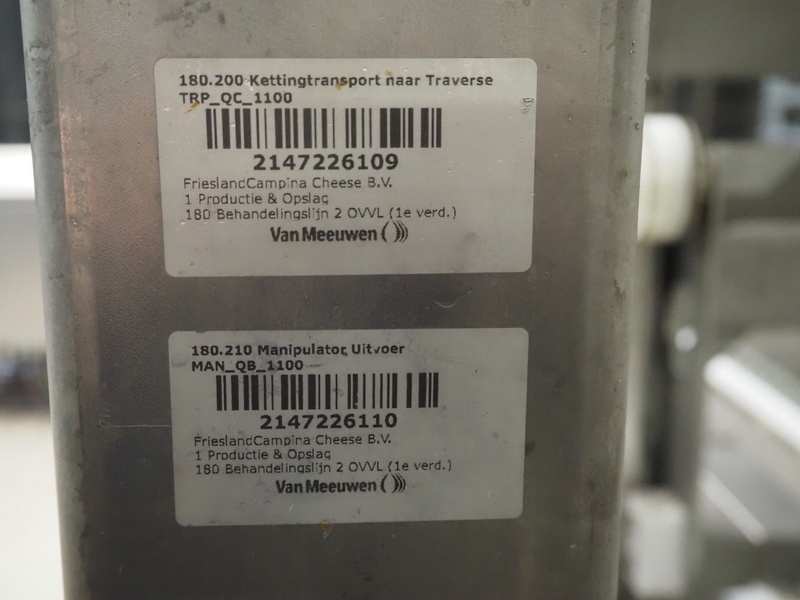 180.200 Kettingtransport naar Traverse
TRP_QC_1100
2147226109
FrieslandCampina Cheese B.V.
1 Productie & Opslag
180 Behandelingslijn 2 OVVL (1e verd.)
Van Meeuwen
180.210 Manipulator Uitvoer
MAN_QB_1100
2147226110
FrieslandCampina Cheese B.V.
1 Productie & Opslag
180 Behandelingslijn 2 OVVL (1e verd.)
Van Meeuwen